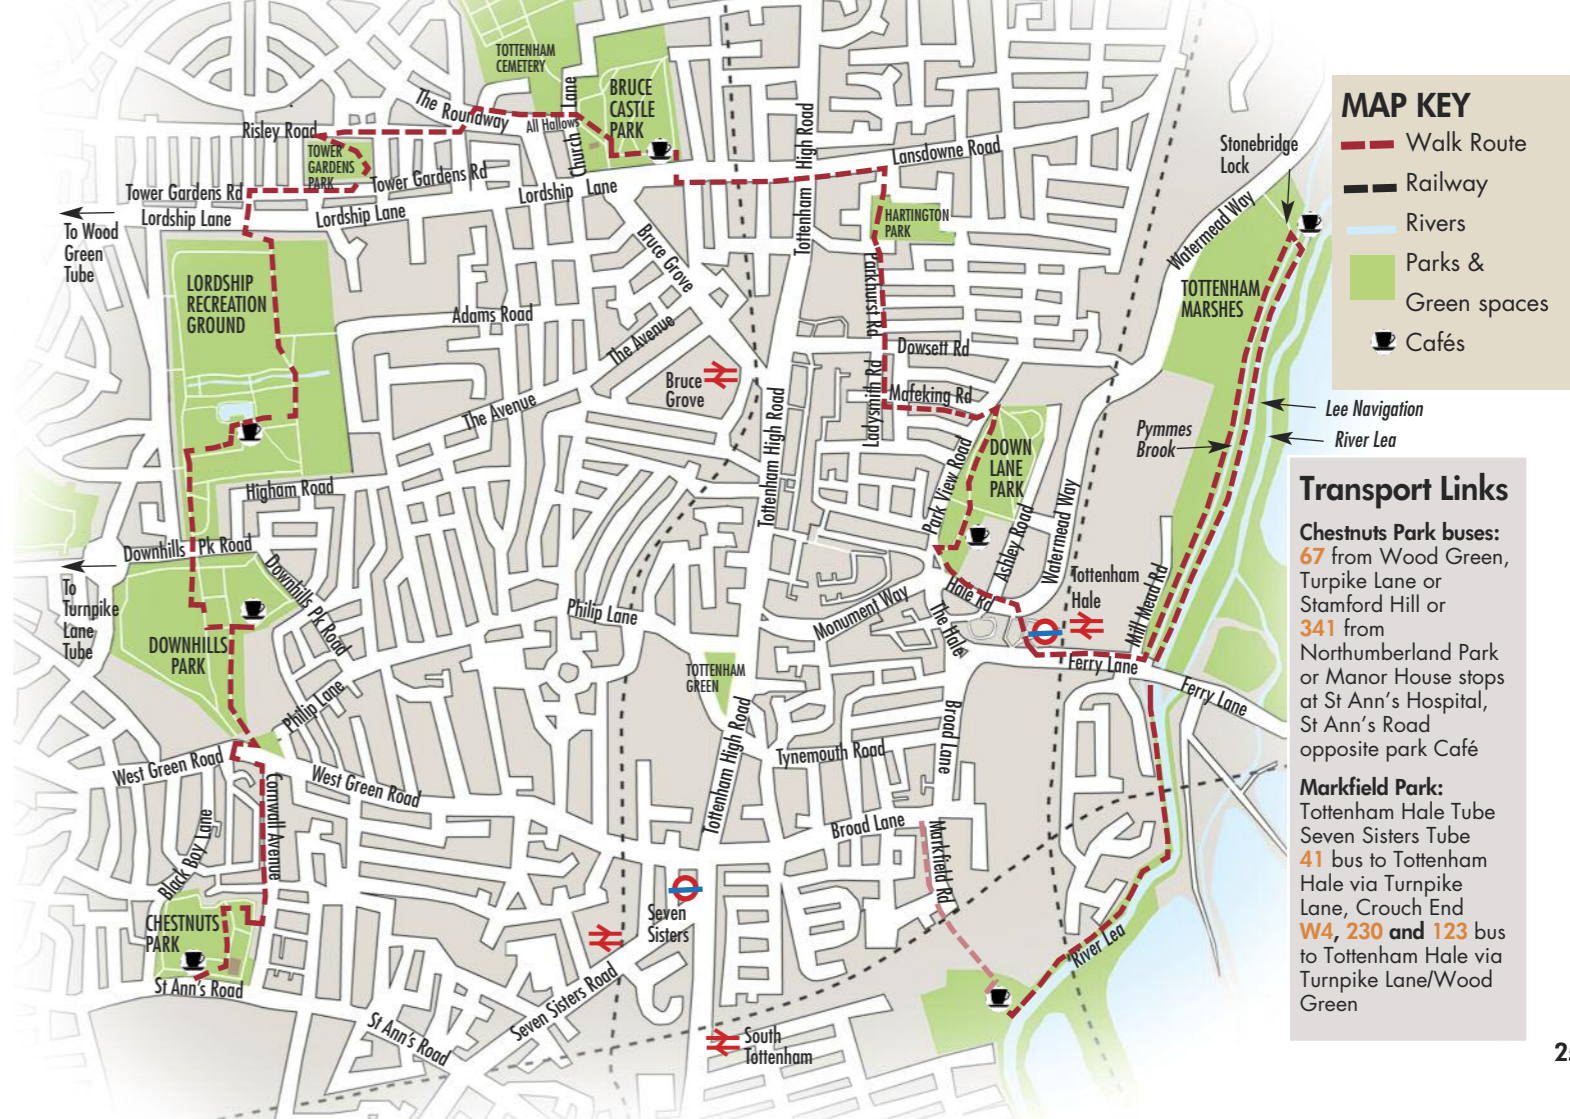 TOTTENHAM
CEMETERY
BRUCE
CASTLE
PARK
The Roundway
All Hallows
Church Lane
Risley Road
TOWER
GARDENS
PARK
Tower Gardens Rd
Tower Gardens Rd
Lordship Lane
Lordship Lane
Lordship Lane
To Wood
Green
Tube
High Road
Tottenham
Lansdowne Road
HARTINGTON
PARK
Bruce Grove
Parkhurst Rd
LORDSHIP
RECREATION
GROUND
Adams Road
The Avenue
The Avenue
Bruce
Grove
Dowsett Rd
Ladysmith Rd
Mafeking Rd
Tottenham High Road
Tottenham High Road
DOWN
LANE
PARK
Park View Road
Ashley Road
Watermead Way
Watermead Way
Stonebridge
Lock
TOTTENHAM
MARSHES
Pymmes
Brook
Lee Navigation
River Lea
Higham Road
Downhills Pk Road
Downhills Pk Road
To
Turnpike
Lane
Tube
DOWNHILLS
PARK
Philip Lane
Philip Lane
Monument Way
Hale Rd
The Hale
Tottenham
Hale
Mill Mead Rd
Ferry Lane
Ferry Lane
TOTTENHAM
GREEN
Tottenham High Road
Tynemouth Road
Broad Lane
Broad Lane
Markfield Rd
West Green Road
West Green Road
Cornwall Avenue
Black Boy Lane
CHESTNUTS
PARK
St Ann's Road
St Ann's Road
Seven Sisters Road
Seven
Sisters
South
Tottenham
River Lea
MAP KEY
Walk Route
Railway
Rivers
Parks &
Green spaces
Cafés
Transport Links
Chestnuts Park buses:
67 from Wood Green,
Turpike Lane or
Stamford Hill or
341 from
Northumberland Park
or Manor House stops
at St Ann's Hospital,
St Ann's Road
opposite park Café
Markfield Park:
Tottenham Hale Tube
Seven Sisters Tube
41 bus to Tottenham
Hale via Turnpike
Lane, Crouch End
W4, 230 and 123 bus
to Tottenham Hale via
Turnpike Lane/Wood
Green